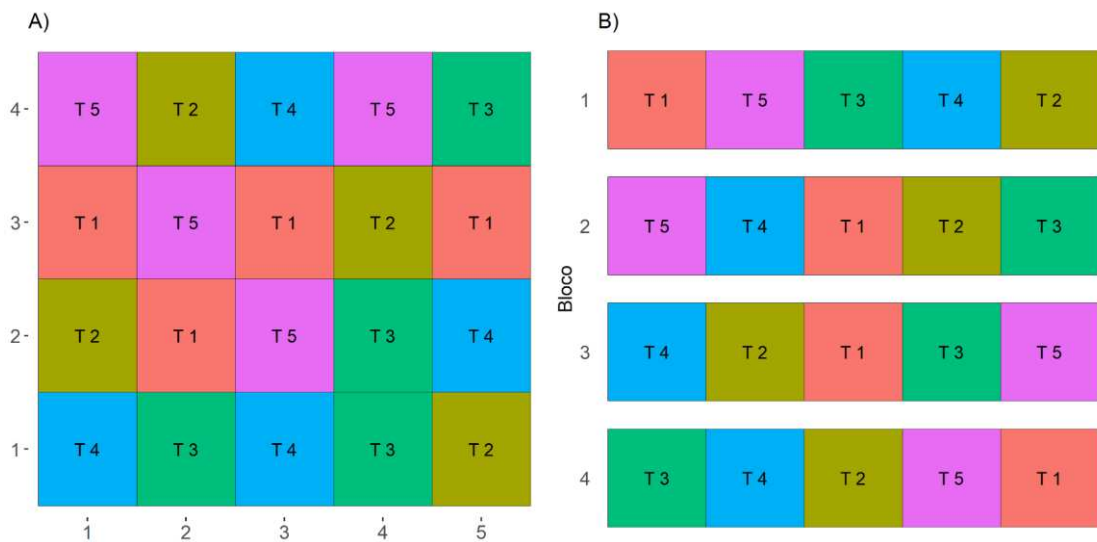 A)
4 T 5 T 2 T 4 T 5 T 3
3 T 1 T 5 T 1 T 2 T 1
2 T 2 T 1 T 5 T 3 T 4
1 T 4 T 3 T 4 T 3 T 2
1 2 3 4 5
B)
Bloco
1 T 1 T 5 T 3 T 4 T 2
2 T 5 T 4 T 1 T 2 T 3
3 T 4 T 2 T 1 T 3 T 5
4 T 3 T 4 T 2 T 5 T 1